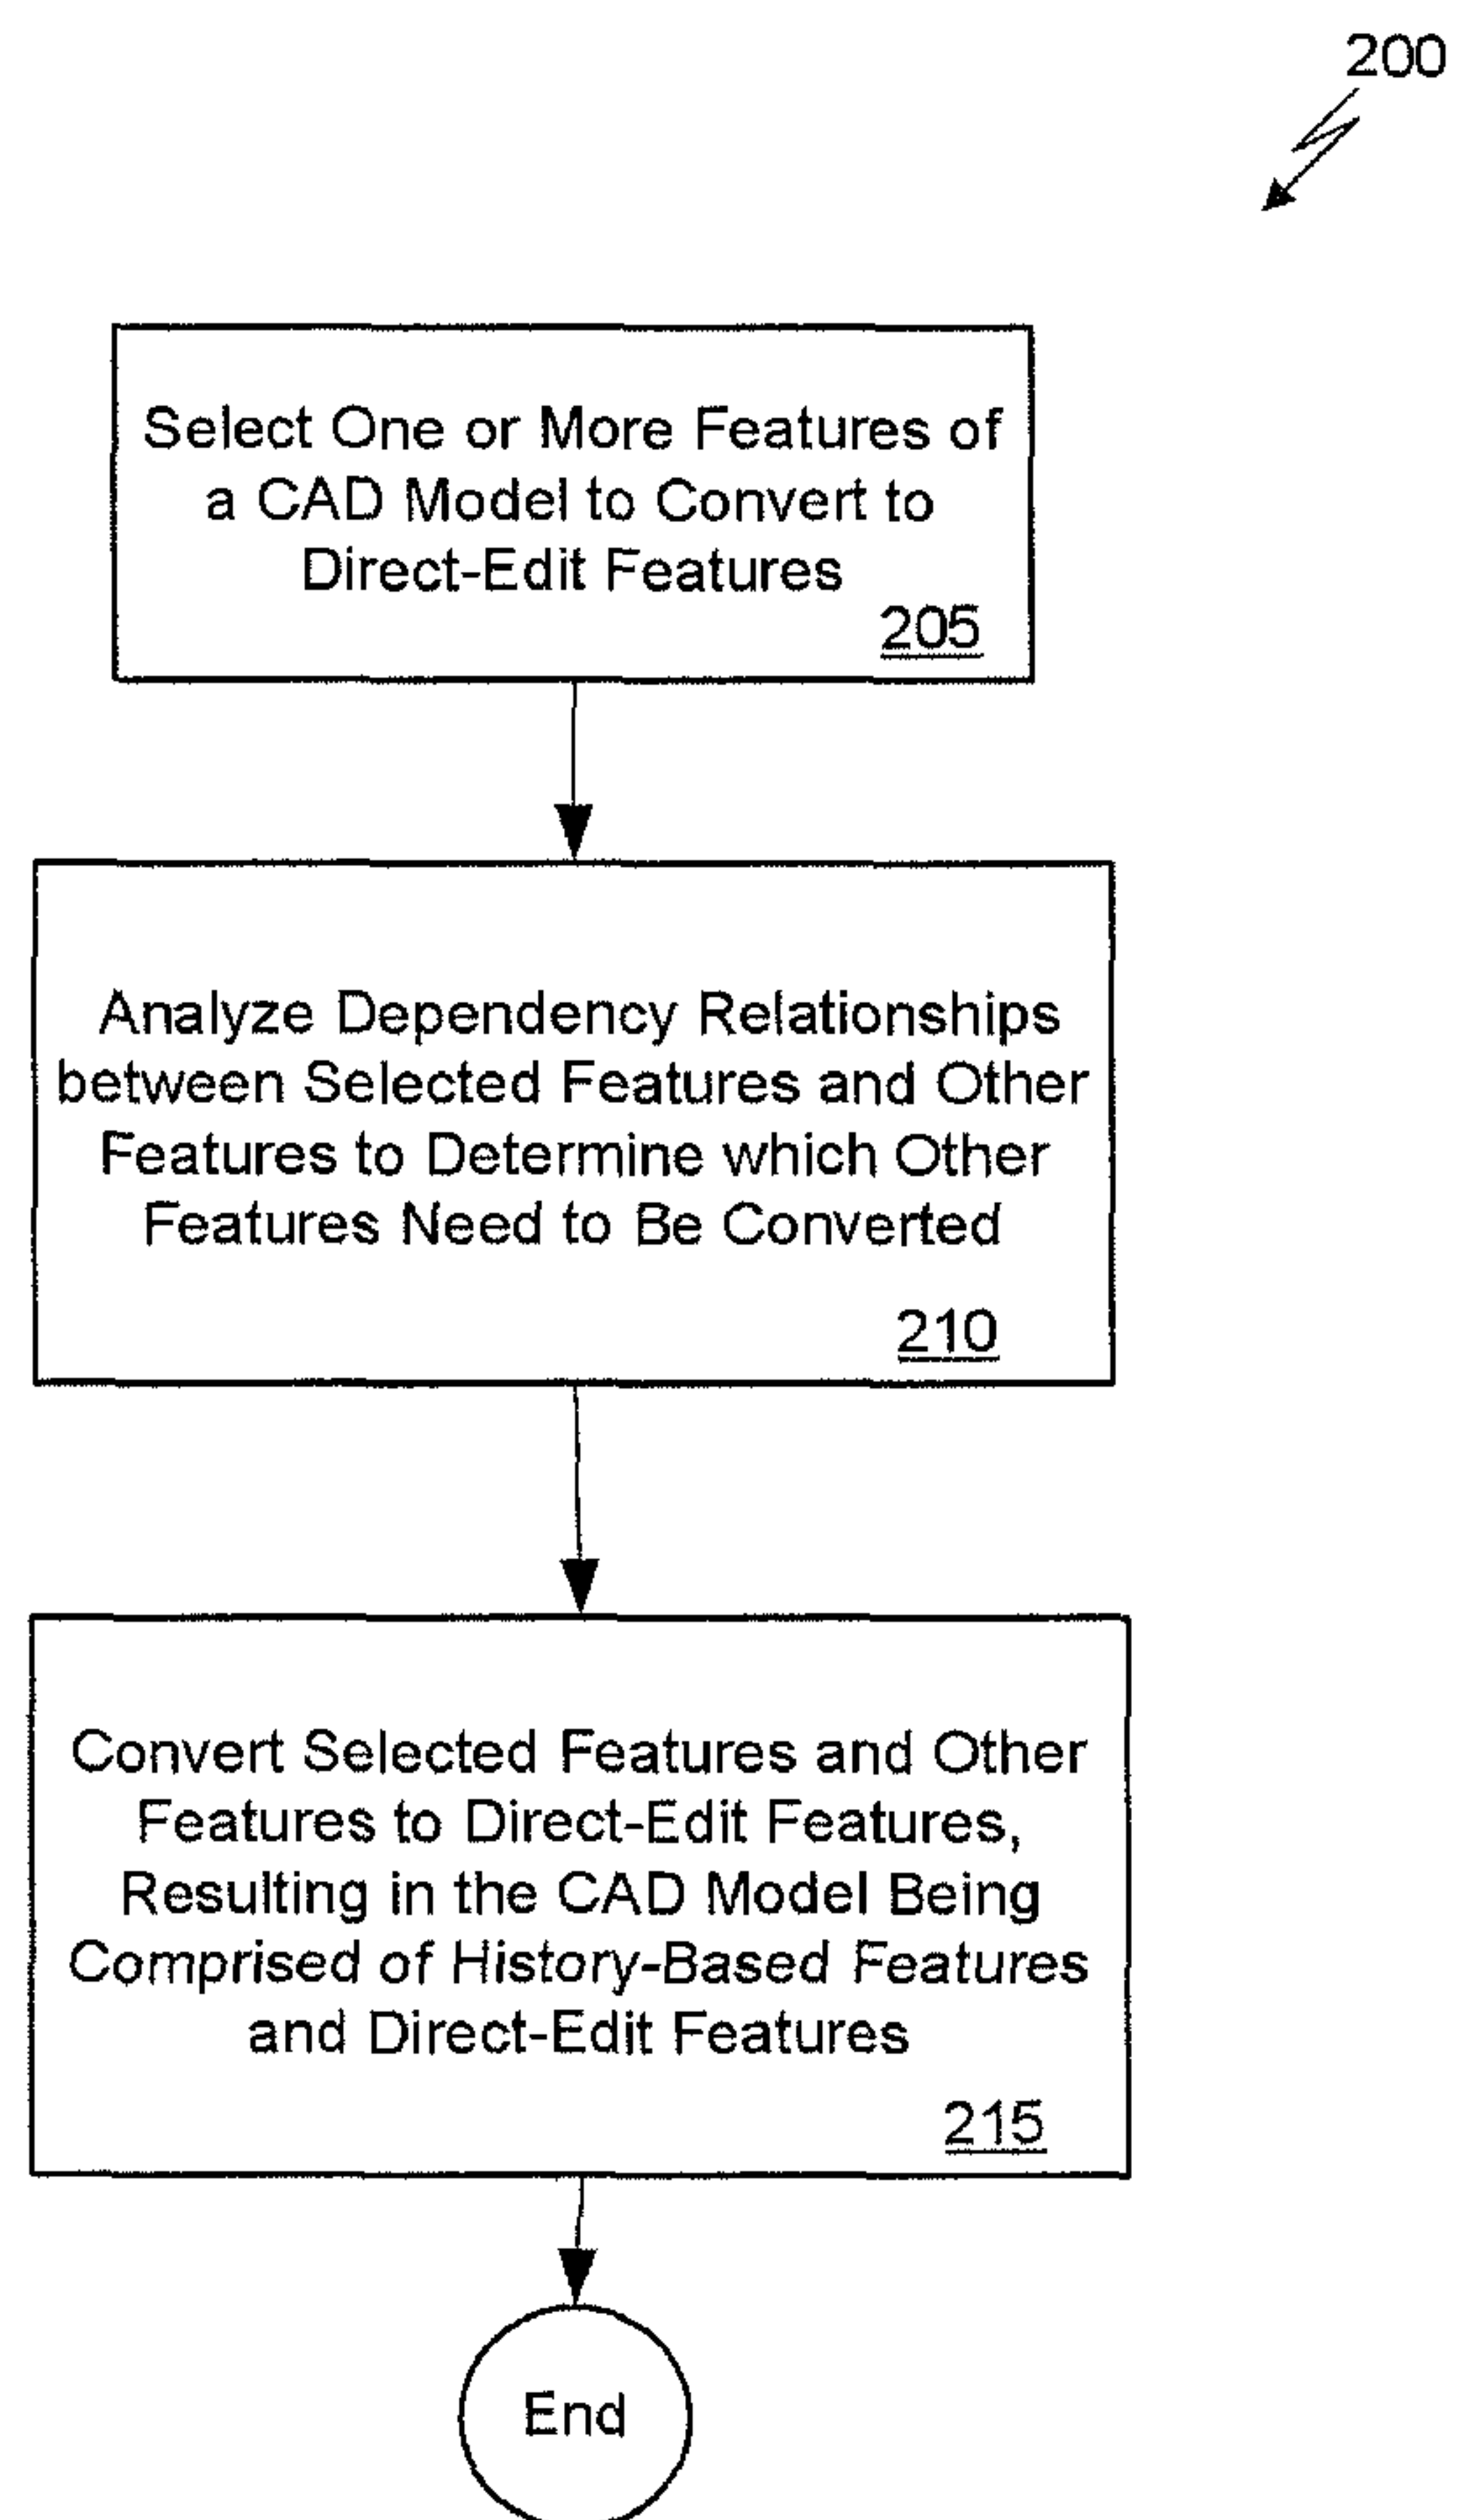 200
Select One or More Features of
a CAD Model to Convert to
Direct-Edit Features
205
Analyze Dependency Relationships
between Selected Features and Other
Features to Determine which Other
Features Need to Be Converted
210
Convert Selected Features and Other
Features to Direct-Edit Features,
Resulting in the CAD Model Being
Comprised of History-Based Features
and Direct-Edit Features
215
End